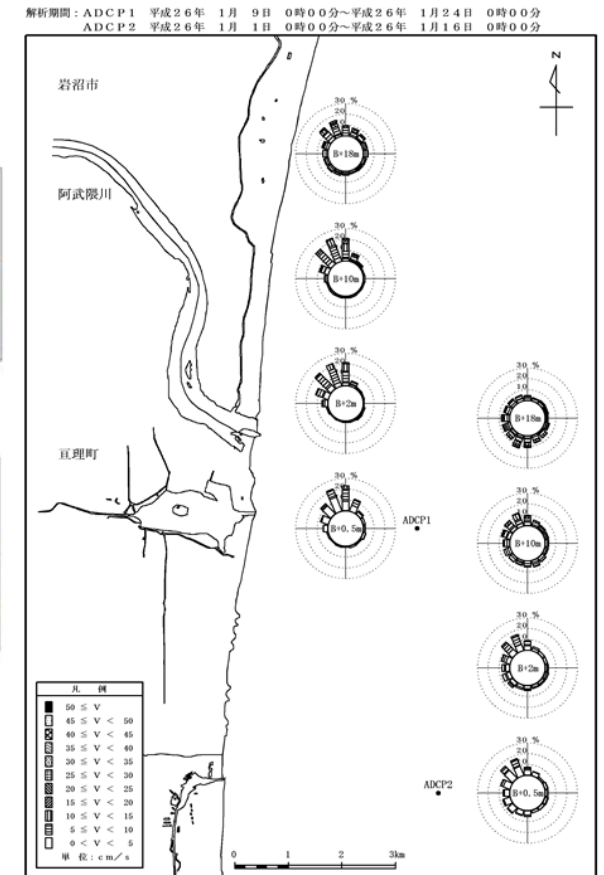 解析期間：ＡＤＣＰ１　平成２６年　１月　９日　０時００分～平成２６年　１月２４日　０時００分
ＡＤＣＰ２　平成２６年　１月　１日　０時００分～平成２６年　１月１６日　０時００分
岩沼市
N
30 %
20
B+18m
阿武隈川
30 %
20
B+10m
30 %
20
B+2m
30 %
20
10
B+18m
亘理町
30 %
20
B+0.5m
ADCP1
30 %
20
B+10m
30 %
20
B+2m
凡　例
50 ≦ V
45 ≦ V ＜ 50
40 ≦ V ＜ 45
35 ≦ V ＜ 40
30 ≦ V ＜ 35
25 ≦ V ＜ 30
20 ≦ V ＜ 25
15 ≦ V ＜ 20
10 ≦ V ＜ 15
5 ≦ V ＜ 10
0 ＜ V ＜ 5
単 位：cm／s
30 %
20
ADCP2
B+0.5m
0 1 2 3km